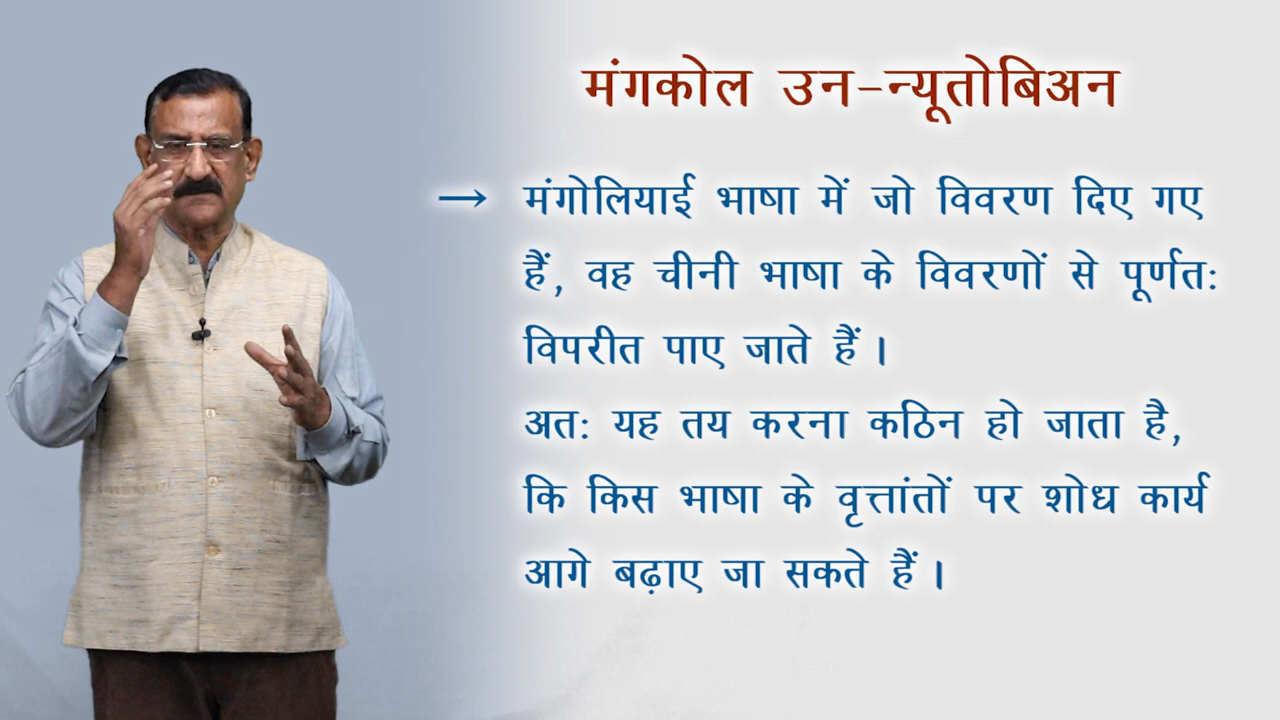 मंगकोल उन-न्यूतोबिअन
→ मंगोलियाई भाषा में जो विवरण दिए गए
हैं, वह चीनी भाषा के विवरणों से पूर्णतः
विपरीत पाए जाते हैं।
अतः यह तय करना कठिन हो जाता है,
कि किस भाषा के वृत्तांतों पर शोध कार्य
आगे बढ़ाए जा सकते हैं।